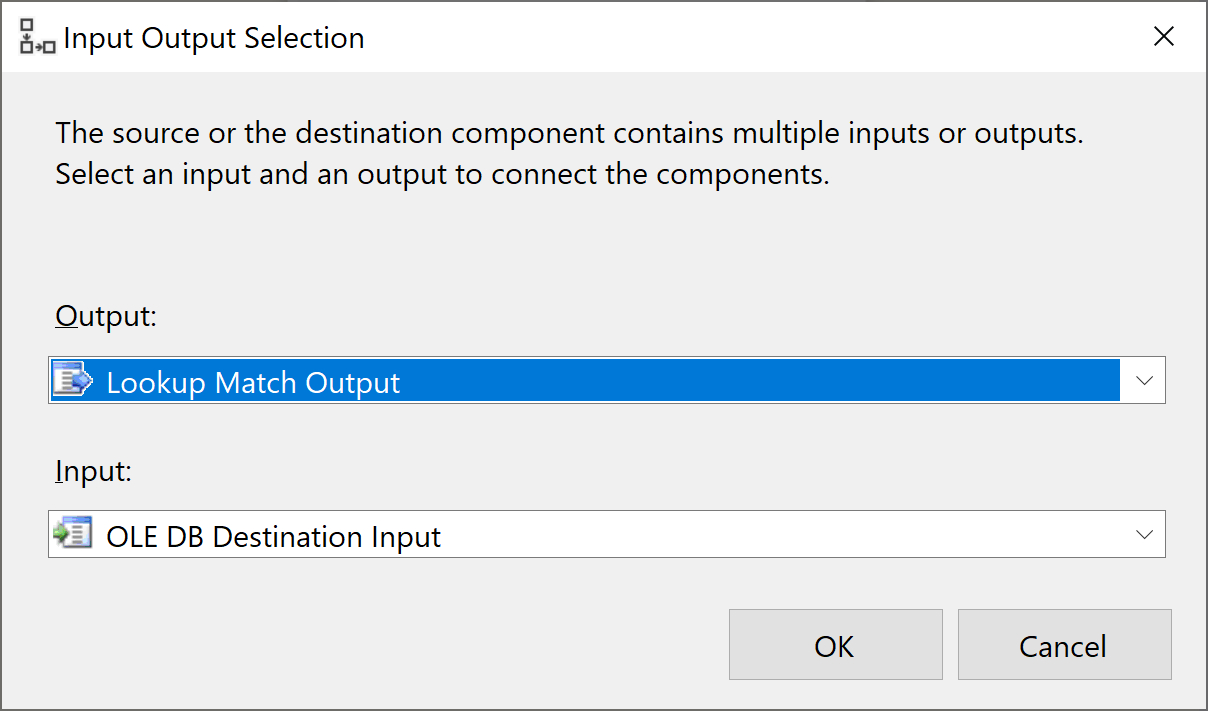 Input Output Selection
The source or the destination component contains multiple inputs or outputs.
Select an input and an output to connect the components.
Output:
Lookup Match Output
Input:
OLE DB Destination Input
OK
Cancel